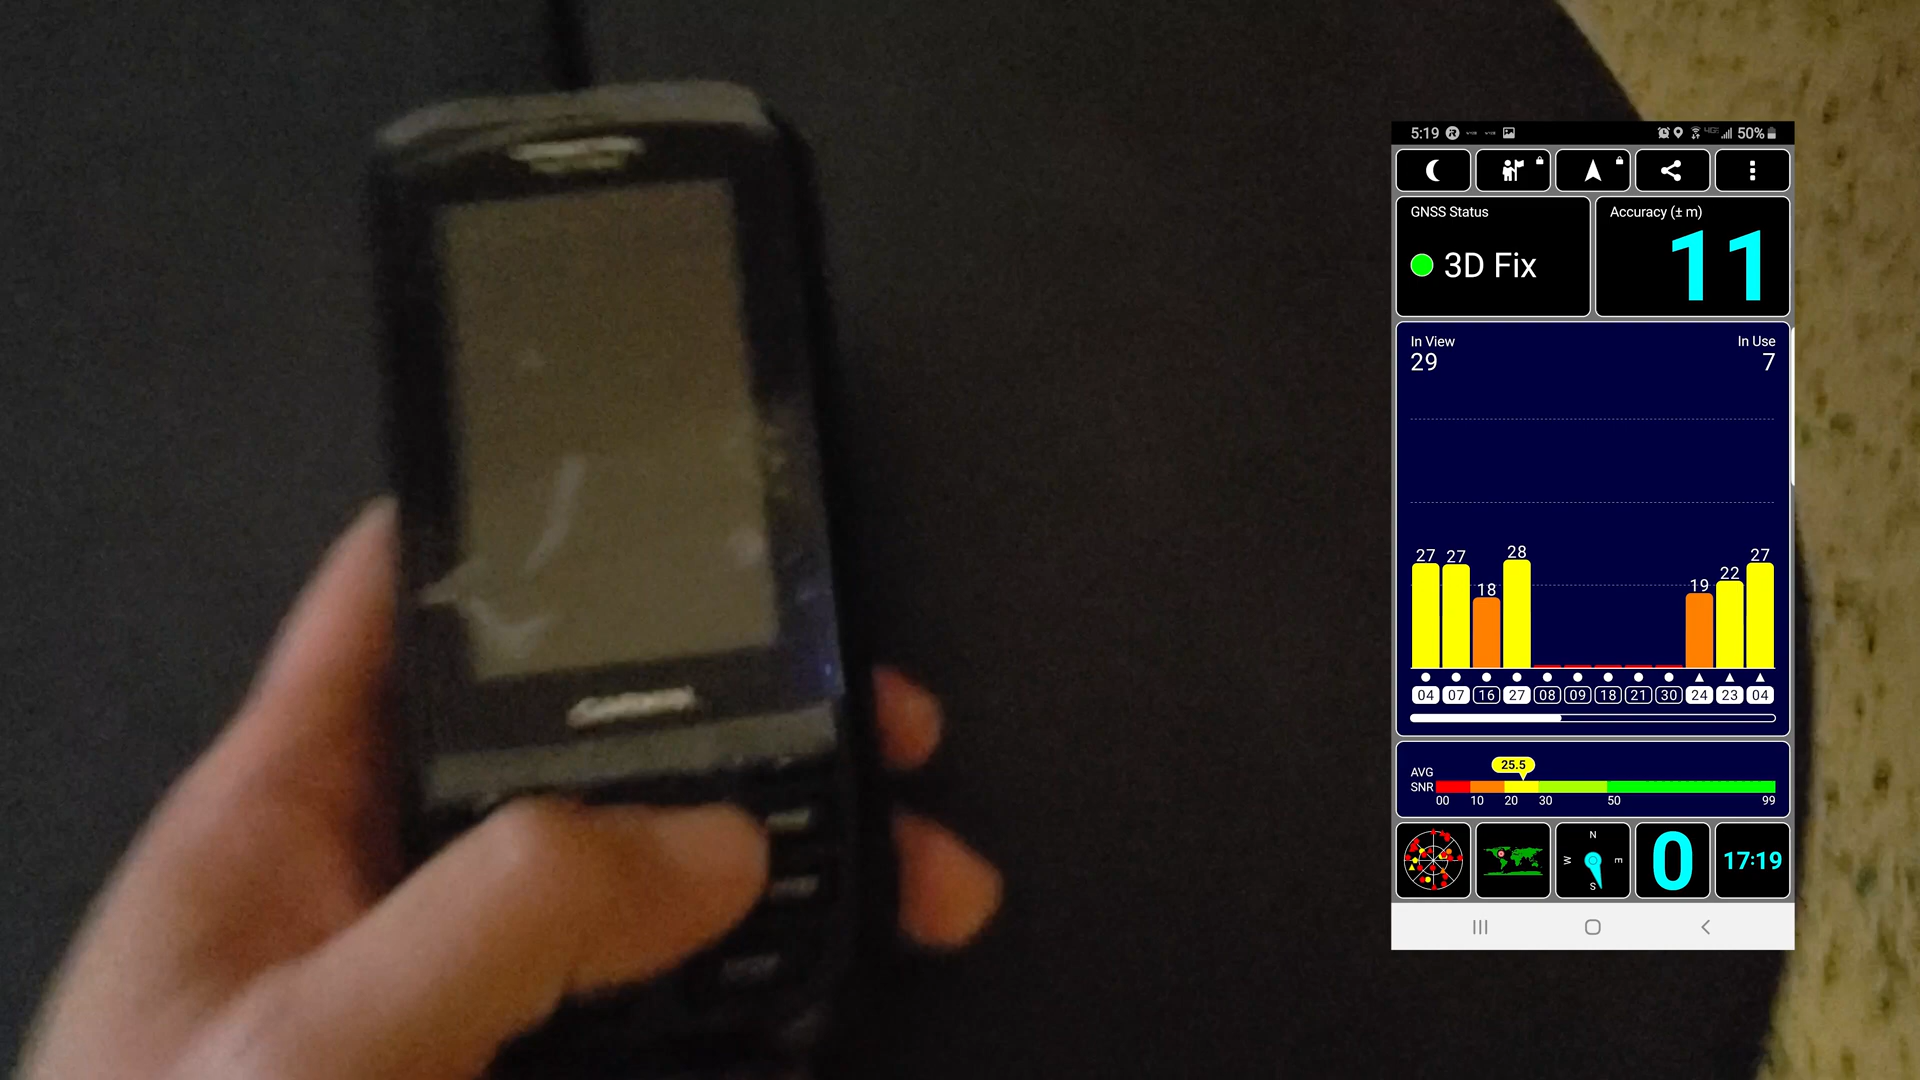 5:19 50%
GNSS Status
3D Fix
Accuracy (± m)
11
In View
29
In Use
7
27 27 18 28 19 22 27
04 07 16 27 08 09 18 21 30 24 23 04
25.5
AVG
SNR
00 10 20 30 50 99
N
W E
S
0
17:19